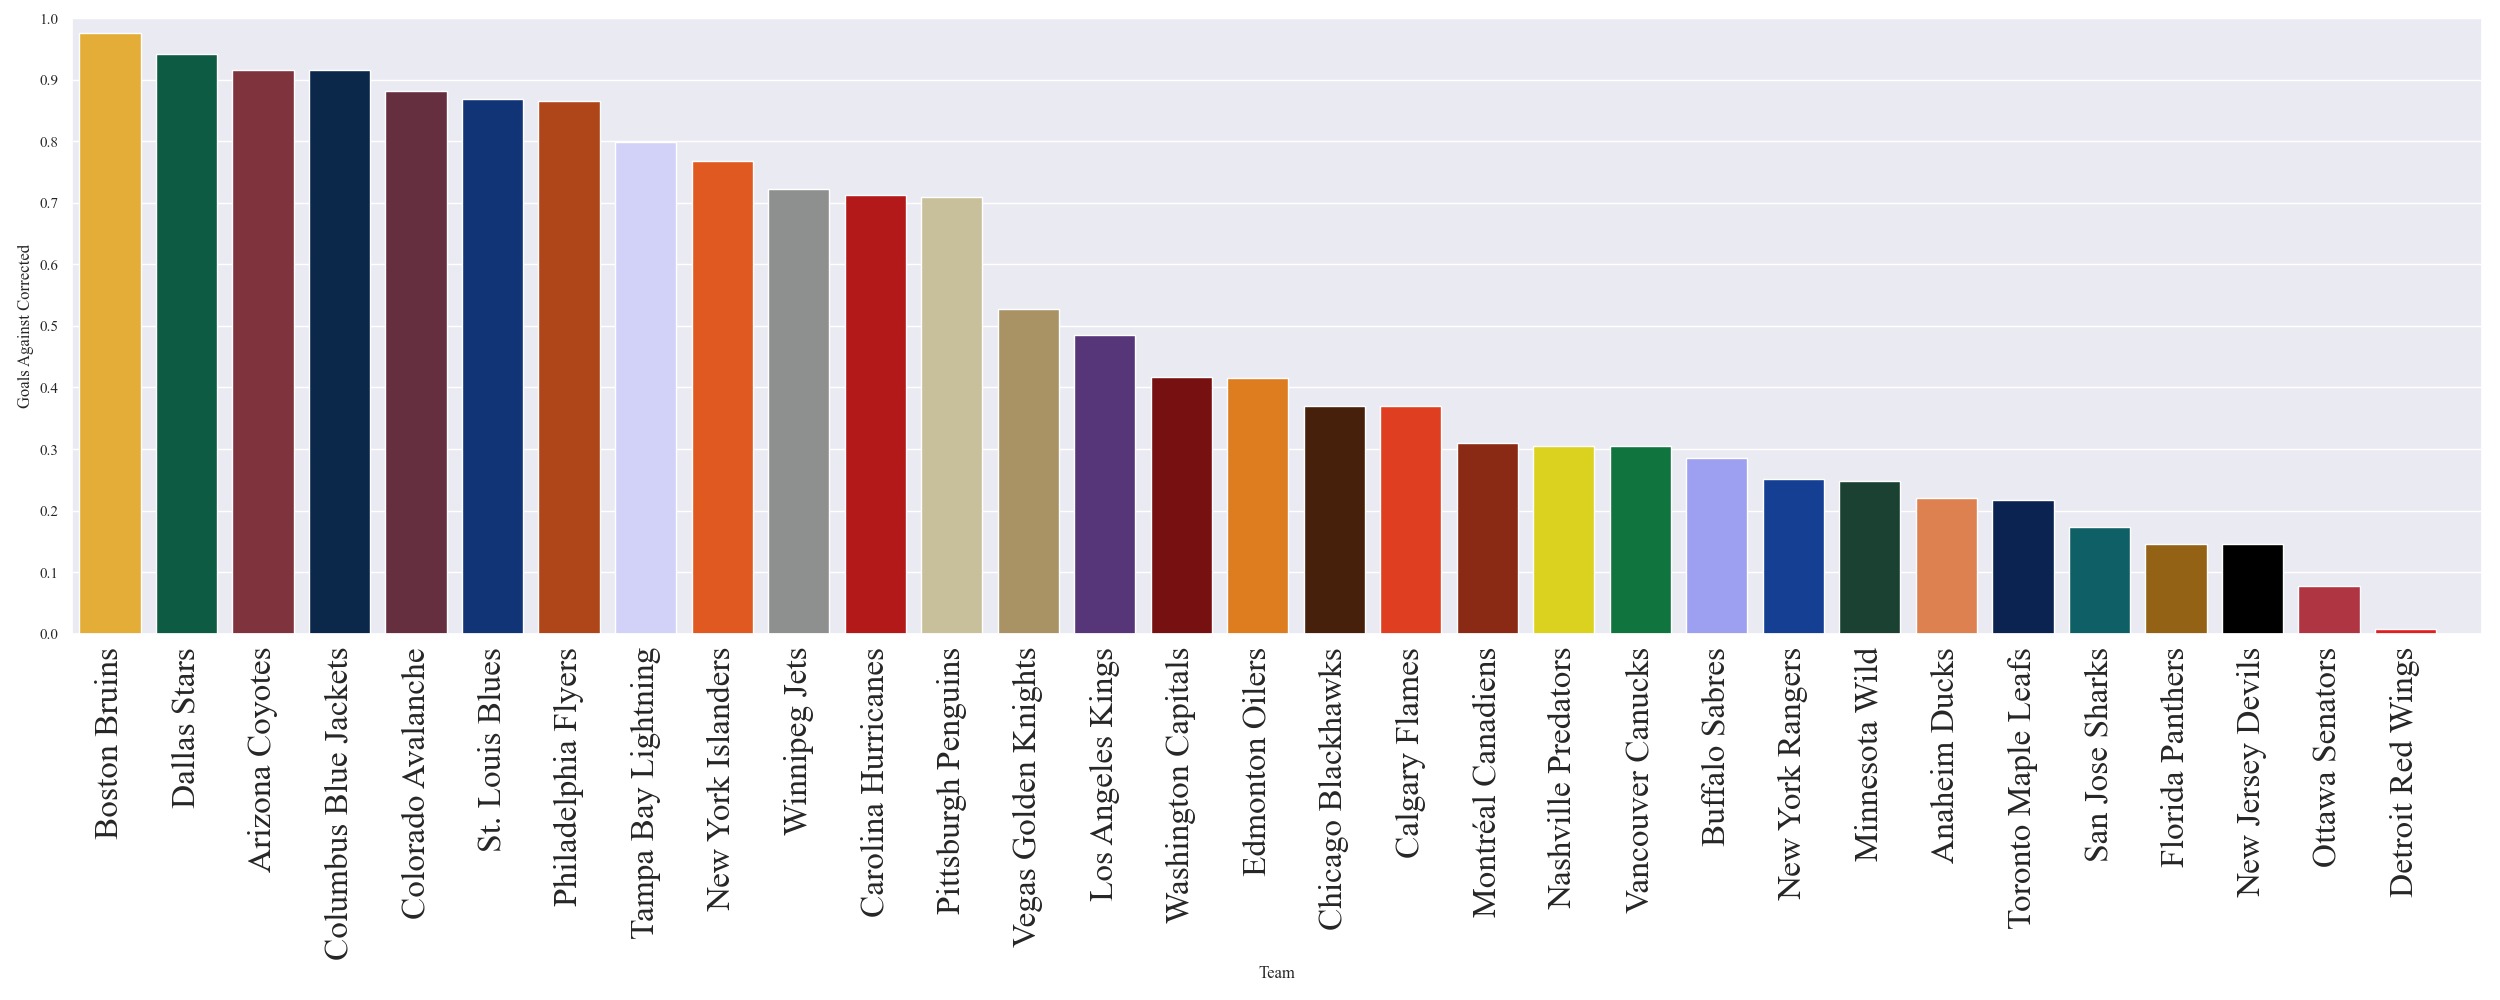 1.0
0.9
0.8
0.7
0.6
0.5
0.4
0.3
0.2
0.1
0.0
Goals Against Corrected
Boston Bruins
Dallas Stars
Arizona Coyotes
Columbus Blue Jackets
Colorado Avalanche
St. Louis Blues
Philadelphia Flyers
Tampa Bay Lightning
New York Islanders
Winnipeg Jets
Carolina Hurricanes
Pittsburgh Penguins
Vegas Golden Knights
Los Angeles Kings
Washington Capitals
Edmonton Oilers
Chicago Blackhawks
Calgary Flames
Montréal Canadiens
Nashville Predators
Vancouver Canucks
Buffalo Sabres
New York Rangers
Minnesota Wild
Anaheim Ducks
Toronto Maple Leafs
San Jose Sharks
Florida Panthers
New Jersey Devils
Ottawa Senators
Detroit Red Wings
Team